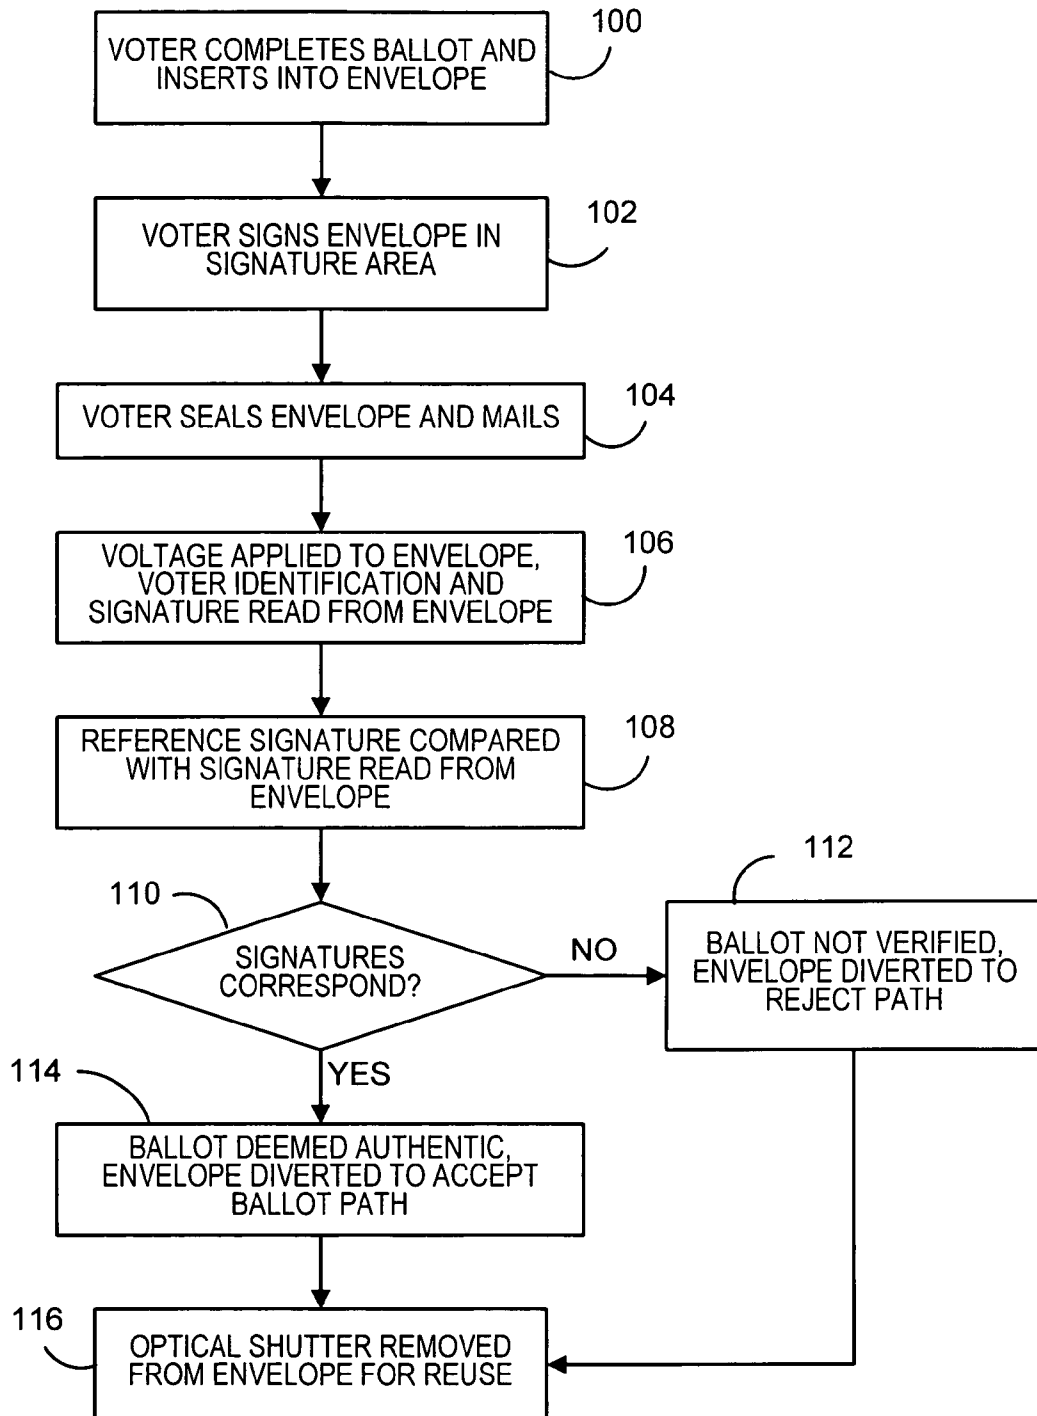 100
VOTER COMPLETES BALLOT AND
INSERTS INTO ENVELOPE
102
VOTER SIGNS ENVELOPE IN
SIGNATURE AREA
104
VOTER SEALS ENVELOPE AND MAILS
106
VOLTAGE APPLIED TO ENVELOPE,
VOTER IDENTIFICATION AND
SIGNATURE READ FROM ENVELOPE
108
REFERENCE SIGNATURE COMPARED
WITH SIGNATURE READ FROM
ENVELOPE
110
SIGNATURES
CORRESPOND?
NO
112
BALLOT NOT VERIFIED,
ENVELOPE DIVERTED TO
REJECT PATH
YES
114
BALLOT DEEMED AUTHENTIC,
ENVELOPE DIVERTED TO ACCEPT
BALLOT PATH
116
OPTICAL SHUTTER REMOVED
FROM ENVELOPE FOR REUSE